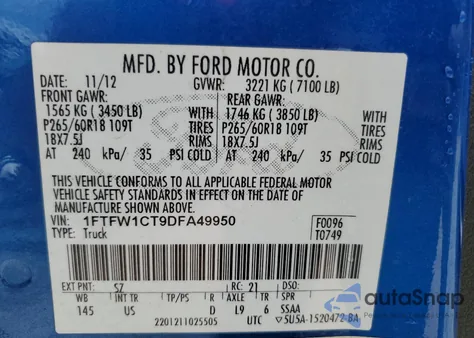 MFD. BY FORD MOTOR CO.
DATE: 11/12 GVWR: 3221 KG ( 7100 LB)
FRONT GAWR: REAR GAWR:
1565 KG ( 3450 LB) WITH 1746 KG ( 3850 LB) WITH
P265/60R18 109T TIRES P265/60R18 109T TIRES
18X7.5J RIMS 18X7.5J RIMS
AT 240 kPa/ 35 PSI COLD AT 240 kPa/ 35 PSI COLD
THIS VEHICLE CONFORMS TO ALL APPLICABLE FEDERAL MOTOR
VEHICLE SAFETY AND BUMPER STANDARDS IN EFFECT ON THE DATE OF
MANUFACTURE SHOWN ABOVE.
VIN: 1FTFW1CT9DFA49950 F0096
TYPE: Truck T0749
EXT PNT: SZ RC: 21 DSO:
WB INT TR TP/PS R AXLE TR SPR
145 US D L9 6 SSAA
2201211025505 UTC 5U5A-1520472 BA
autoSnap